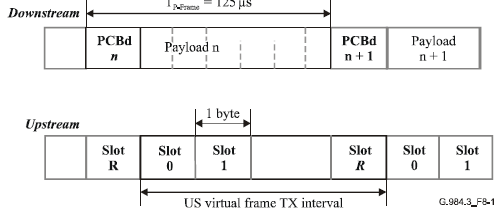 T P-Frame = 125 µs
Downstream
PCBd n
Payload n
PCBd n + 1
Payload n + 1
1 byte
Upstream
Slot R
Slot 0
Slot 1
Slot R
Slot 0
Slot 1
US virtual frame TX interval
G.984.3_F8-1